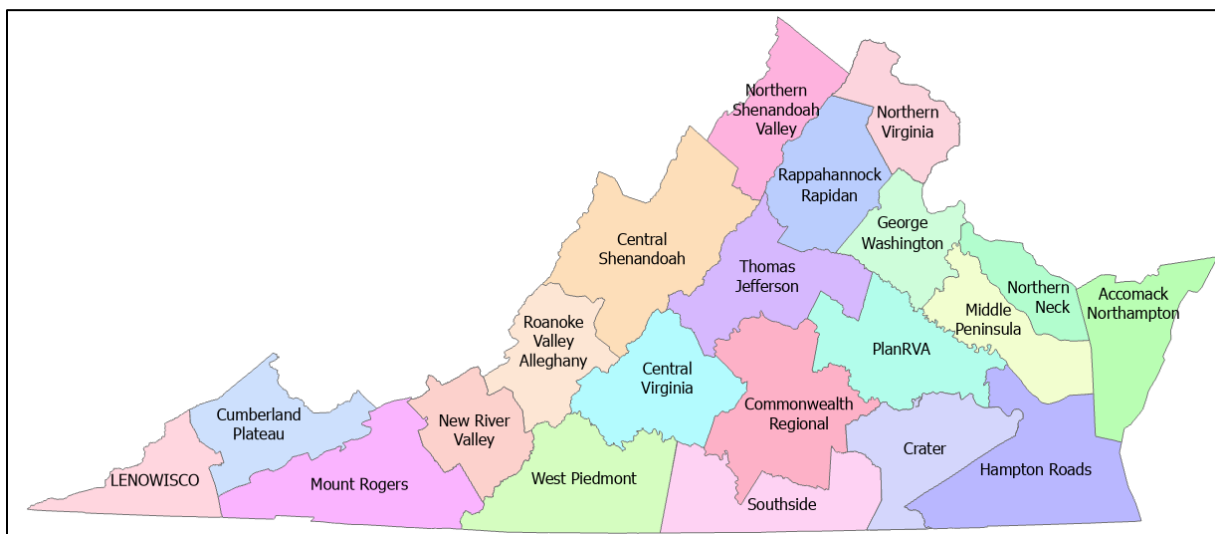 Northern
Shenandoah
Valley
Northern
Virginia
Rappahannock
Rapidan
George
Washington
Central
Shenandoah
Thomas
Jefferson
Northern
Neck
Accomack
Northampton
Middle
Peninsula
Roanoke
Valley
Alleghany
PlanRVA
Central
Virginia
Commonwealth
Regional
Cumberland
Plateau
New River
Valley
Crater
Hampton Roads
LENOWISCO
Mount Rogers
West Piedmont
Southside